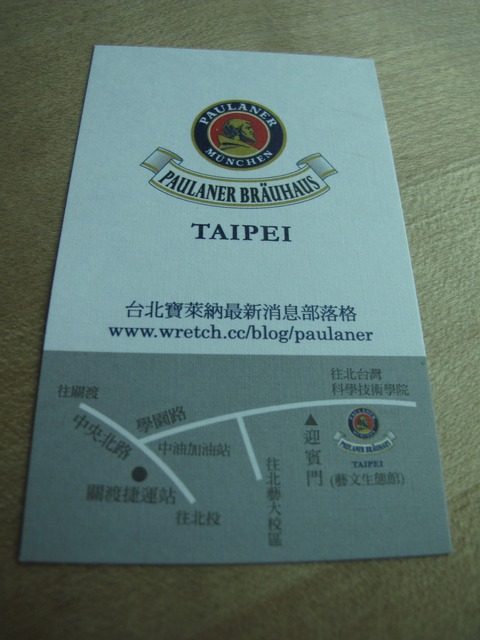 PAULANER
MÜNCHEN
PAULANER BRÄUHAUS
TAIPEI
台北寶萊納最新消息部落格
www.wretch.cc/blog/paulaner
往北台灣
科學技術學院
往關渡
學園路
中央北路
中油加油站
關渡捷運站
往北投
往北藝大校區
▲迎賓門
PAULANER BRÄUHAUS
TAIPEI
(藝文生態館)